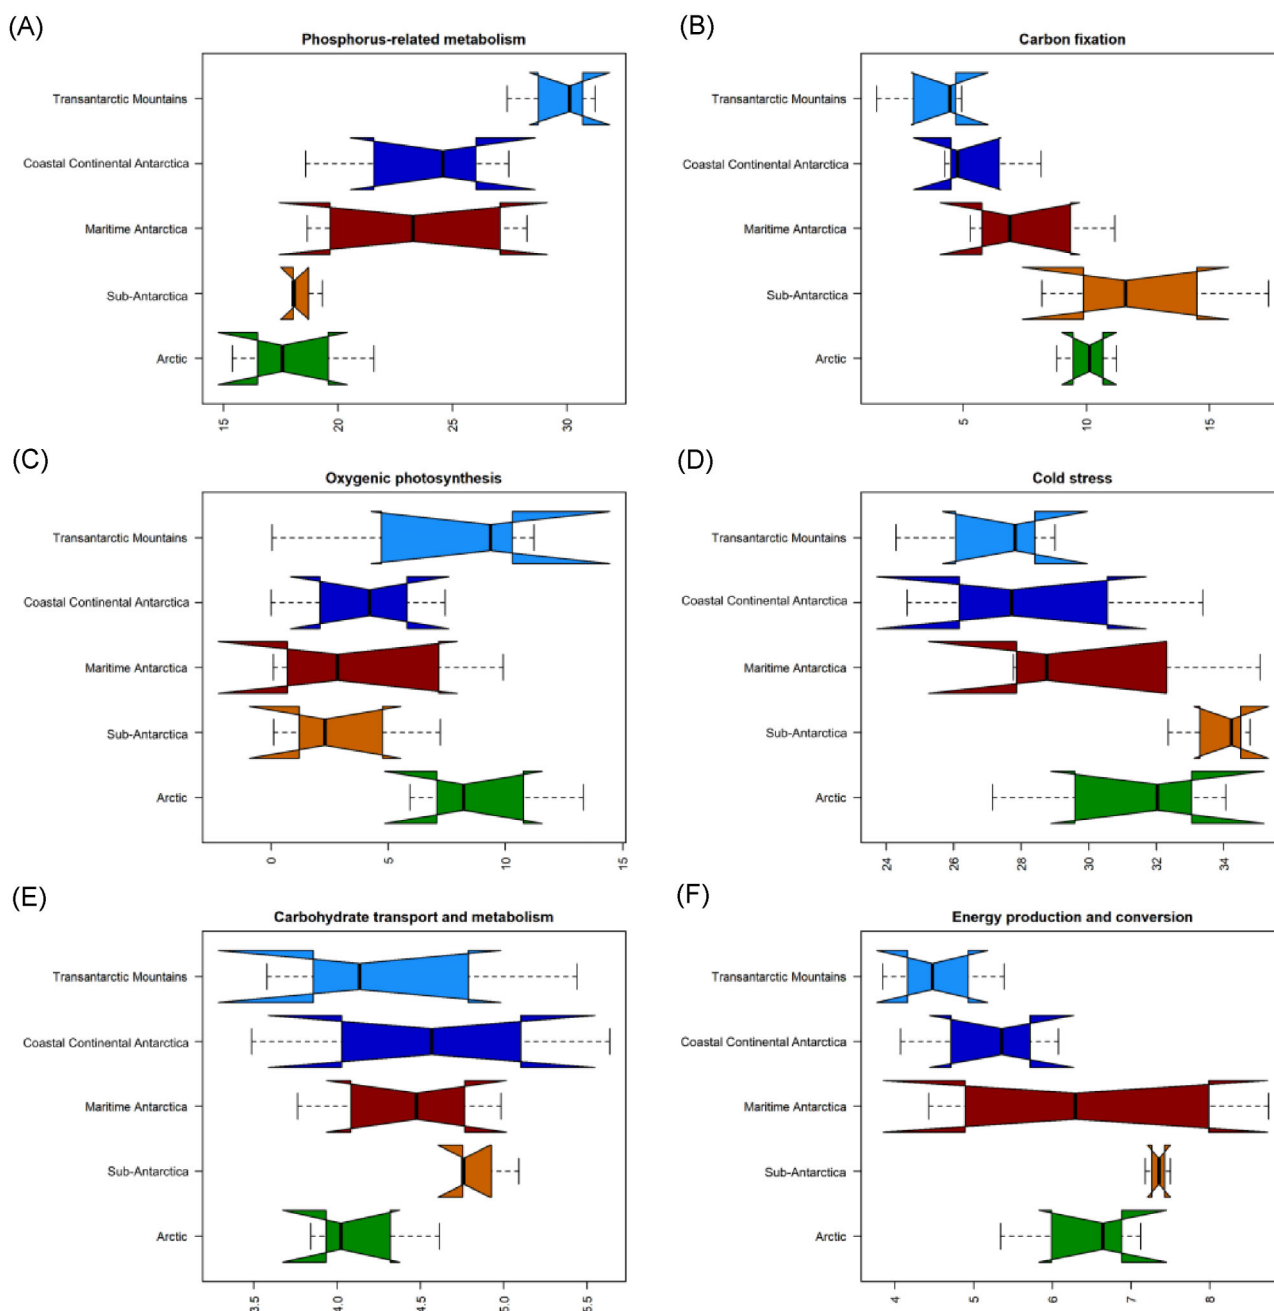 (A)
Phosphorus-related metabolism
Transantarctic Mountains
Coastal Continental Antarctica
Maritime Antarctica
Sub-Antarctica
Arctic
15 20 25 30
(B)
Carbon fixation
Transantarctic Mountains
Coastal Continental Antarctica
Maritime Antarctica
Sub-Antarctica
Arctic
5 10 15
(C)
Oxygenic photosynthesis
Transantarctic Mountains
Coastal Continental Antarctica
Maritime Antarctica
Sub-Antarctica
Arctic
0 5 10 15
(D)
Cold stress
Transantarctic Mountains
Coastal Continental Antarctica
Maritime Antarctica
Sub-Antarctica
Arctic
24 26 28 30 32 34
(E)
Carbohydrate transport and metabolism
Transantarctic Mountains
Coastal Continental Antarctica
Maritime Antarctica
Sub-Antarctica
Arctic
3.5 4.0 4.5 5.0 5.5
(F)
Energy production and conversion
Transantarctic Mountains
Coastal Continental Antarctica
Maritime Antarctica
Sub-Antarctica
Arctic
4 5 6 7 8